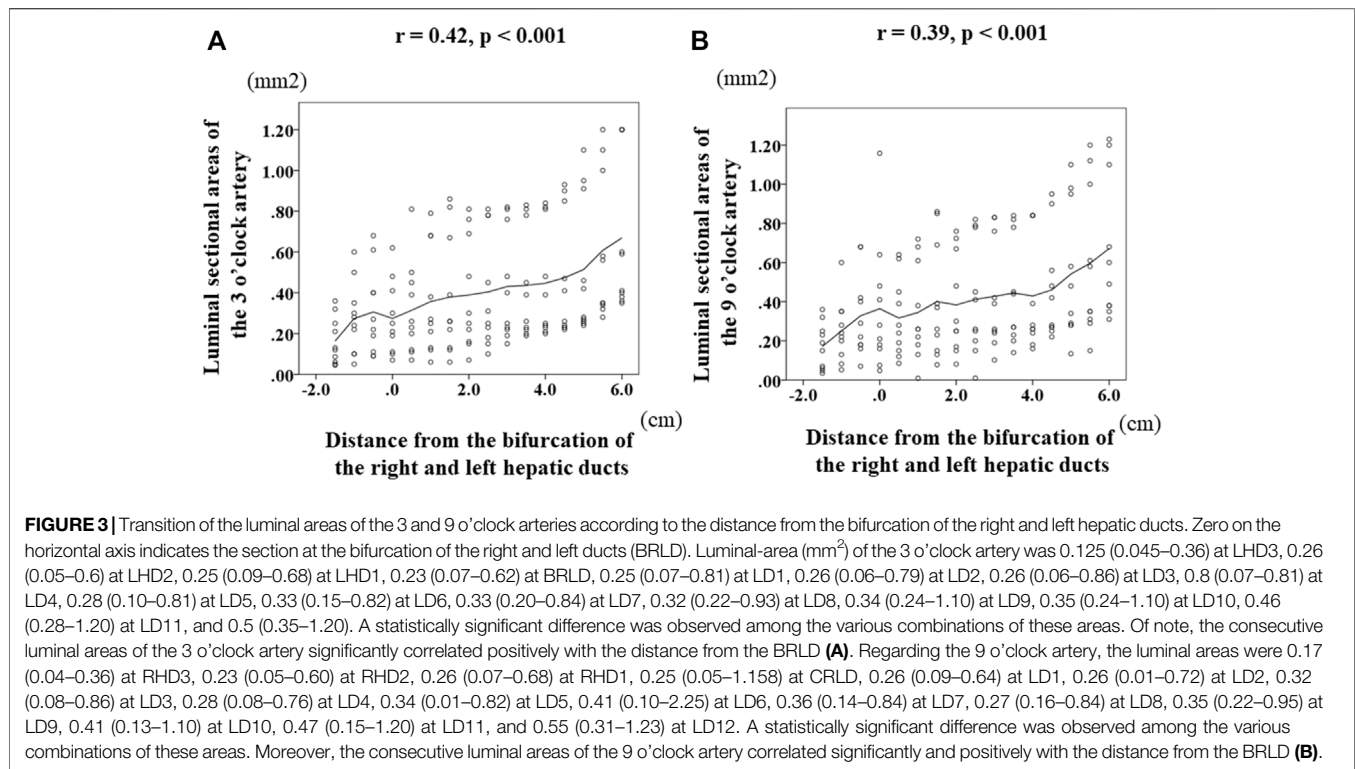 A
r = 0.42, p < 0.001
(mm2)
Luminal sectional areas of
the 3 o'clock artery
1.20
1.00
.80
.60
.40
.20
.00
-2.0
.0
2.0
4.0
6.0
(cm)
Distance from the bifurcation of
the right and left hepatic ducts
B
r = 0.39, p < 0.001
(mm2)
Luminal sectional areas of
the 9 o'clock artery
1.20
1.00
.80
.60
.40
.20
.00
-2.0
.0
2.0
4.0
6.0
(cm)
Distance from the bifurcation of
the right and left hepatic ducts
FIGURE 3 | Transition of the luminal areas of the 3 and 9 o'clock arteries according to the distance from the bifurcation of the right and left hepatic ducts. Zero on the
horizontal axis indicates the section at the bifurcation of the right and left ducts (BRLD). Luminal-area (mm²) of the 3 o'clock artery was 0.125 (0.045–0.36) at LHD3, 0.26
(0.05–0.6) at LHD2, 0.25 (0.09–0.68) at LHD1, 0.23 (0.07–0.62) at BRLD, 0.25 (0.07–0.81) at LD1, 0.26 (0.06–0.79) at LD2, 0.26 (0.06–0.86) at LD3, 0.8 (0.07–0.81) at
LD4, 0.28 (0.10–0.81) at LD5, 0.33 (0.15–0.82) at LD6, 0.33 (0.20–0.84) at LD7, 0.32 (0.22–0.93) at LD8, 0.34 (0.24–1.10) at LD9, 0.35 (0.24–1.10) at LD10, 0.46
(0.28–1.20) at LD11, and 0.5 (0.35–1.20). A statistically significant difference was observed among the various combinations of these areas. Of note, the consecutive
luminal areas of the 3 o'clock artery significantly correlated positively with the distance from the BRLD (A). Regarding the 9 o'clock artery, the luminal areas were 0.17
(0.04–0.36) at RHD3, 0.23 (0.05–0.60) at RHD2, 0.26 (0.07–0.68) at RHD1, 0.25 (0.05–1.158) at CRLD, 0.26 (0.09–0.64) at LD1, 0.26 (0.01–0.72) at LD2, 0.32
(0.08–0.86) at LD3, 0.28 (0.08–0.76) at LD4, 0.34 (0.01–0.82) at LD5, 0.41 (0.10–2.25) at LD6, 0.36 (0.14–0.84) at LD7, 0.27 (0.16–0.84) at LD8, 0.35 (0.22–0.95) at
LD9, 0.41 (0.13–1.10) at LD10, 0.47 (0.15–1.20) at LD11, and 0.55 (0.31–1.23) at LD12. A statistically significant difference was observed among the various
combinations of these areas. Moreover, the consecutive luminal areas of the 9 o'clock artery correlated significantly and positively with the distance from the BRLD (B).